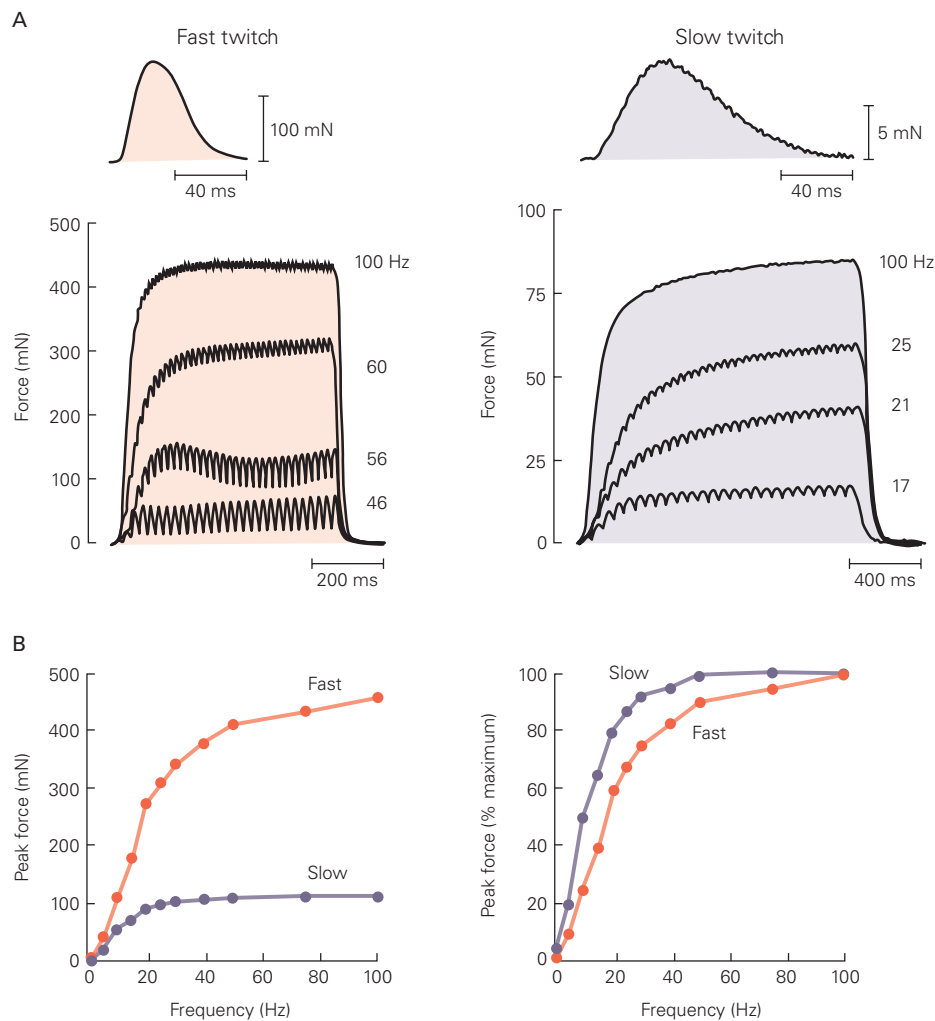 A
Fast twitch
100 mN
40 ms
Slow twitch
5 mN
40 ms
Force (mN)
500
400
300
200
100
0
100 Hz
60
56
46
200 ms
Force (mN)
100
75
50
25
0
100 Hz
25
21
17
400 ms
B
Peak force (mN)
500
400
300
200
100
0
Fast
Slow
0 20 40 60 80 100
Frequency (Hz)
Peak force (% maximum)
100
80
60
40
20
0
Slow
Fast
0 20 40 60 80 100
Frequency (Hz)